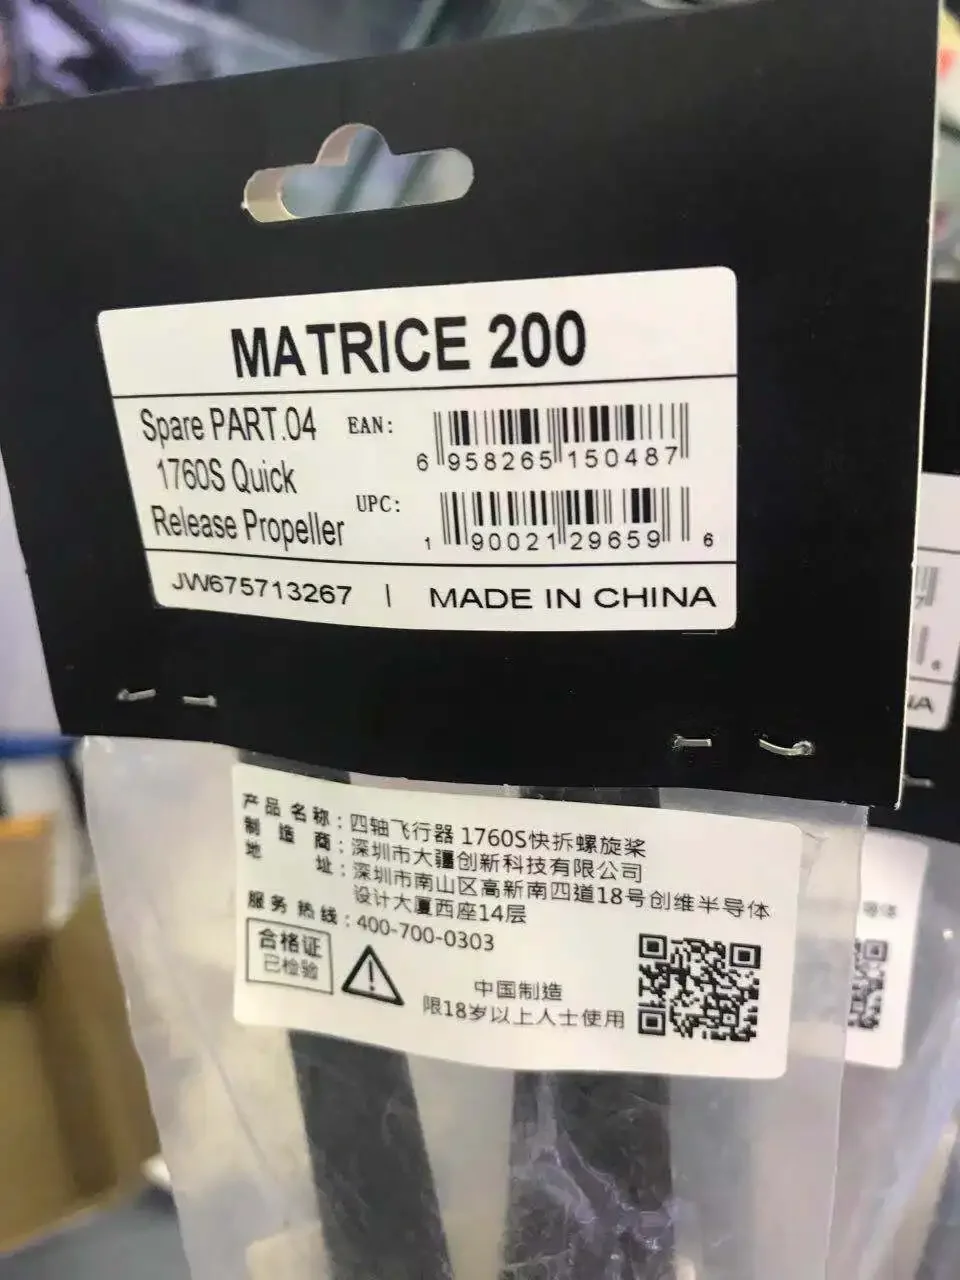 MATRICE 200
Spare PART.04
1760S Quick
Release Propeller
EAN:
6 958265 150487
UPC:
1 90021 29659 6
JW675713267 | MADE IN CHINA
产品名称：四轴飞行器 1760S快拆螺旋桨
制造商：深圳市大疆创新科技有限公司
地址：深圳市南山区高新南四道18号创维半导体
设计大厦西座14层
服务热线：400-700-0303
合格证
已检验
中国制造
限18岁以上人士使用